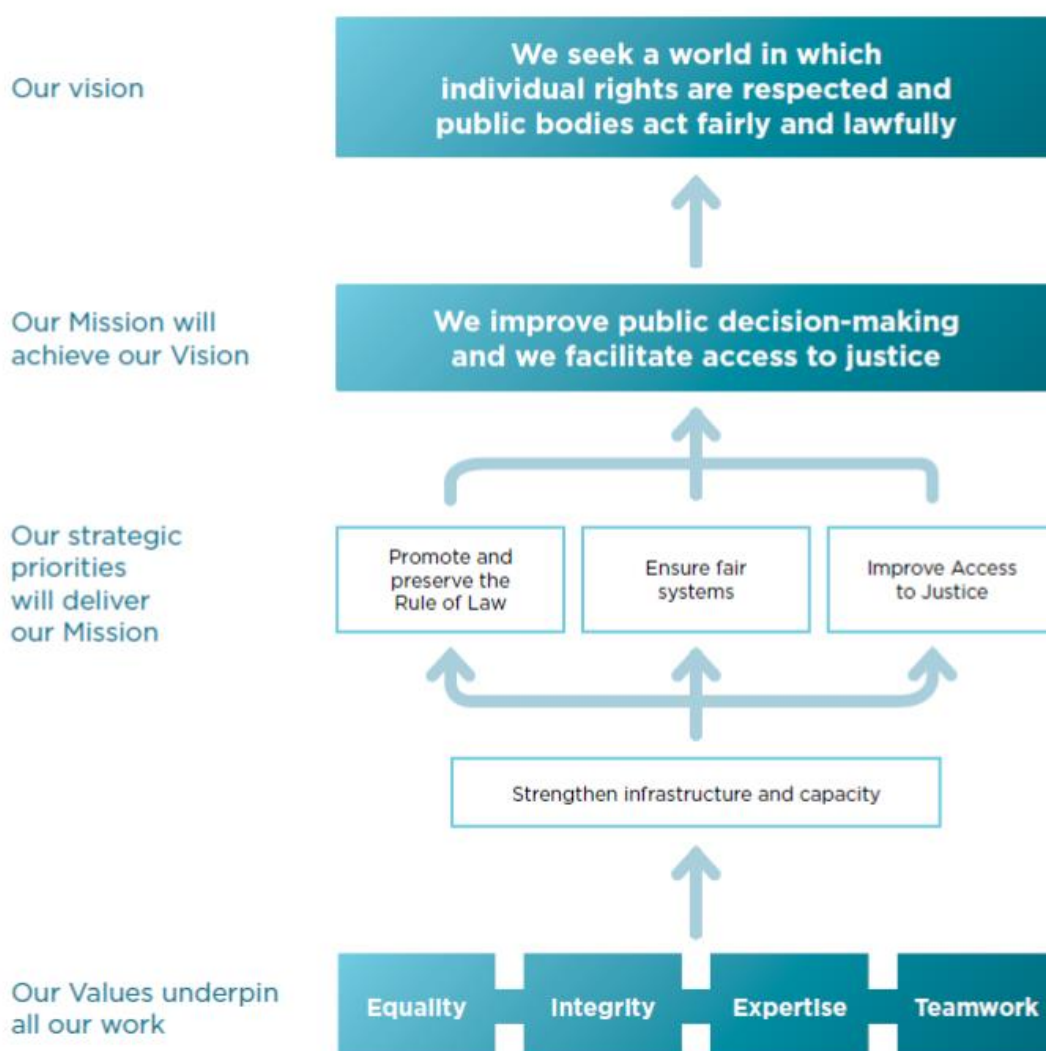 Our vision
We seek a world in which
individual rights are respected and
public bodies act fairly and lawfully
Our Mission will
achieve our Vision
We improve public decision-making
and we facilitate access to justice
Our strategic
priorities
will deliver
our Mission
Promote and
preserve the
Rule of Law
Ensure fair
systems
Improve Access
to Justice
Strengthen infrastructure and capacity
Our Values underpin
all our work
Equality
Integrity
Expertise
Teamwork